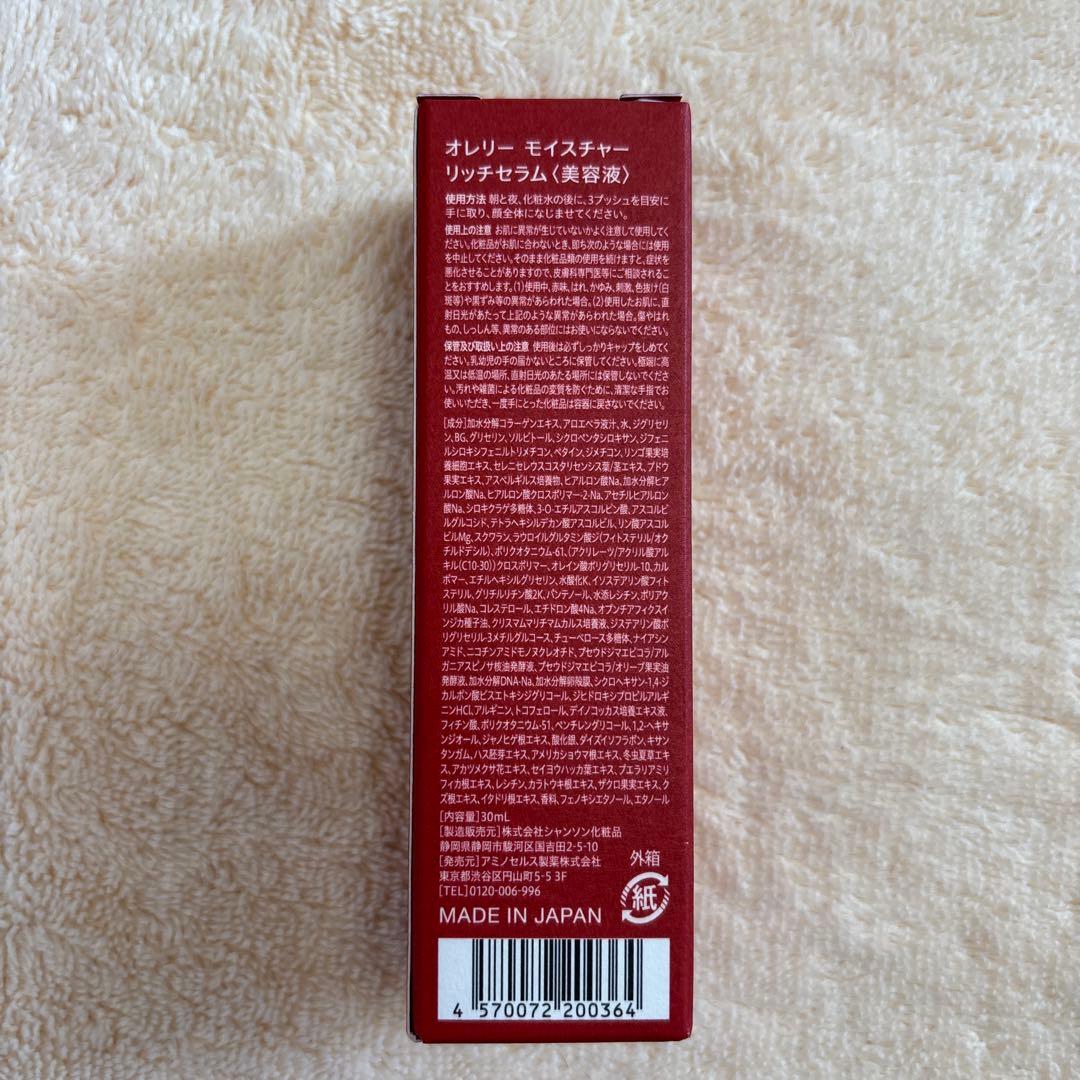 オレリー モイスチャー
リッチセラム〈美容液〉
使用方法 朝と夜、化粧水の後に、3プッシュを目安に
手に取り、顔全体になじませてください。
使用上の注意 お肌に異常が生じていないかよく注意して使用してく
ださい。化粧品がお肌に合わないとき、即ち次のような場合には使用
を中止してください。そのまま化粧品類の使用を続けますと、症状を
悪化させることがありますので、皮膚科専門医等にご相談されるこ
とをおすすめします。(1)使用中、赤味、はれ、かゆみ、刺激、色抜け(白
斑等)や黒ずみ等の異常があらわれた場合。(2)使用したお肌に、直
射日光があたって上記のような異常があらわれた場合。傷やはれ
もの、しっしん等、異常のある部位にはお使いにならないでください。
保管及び取扱い上の注意 使用後は必ずしっかりキャップをしめてく
ださい。乳幼児の手の届かないところに保管してください。極端に高
温又は低温の場所、直射日光のあたる場所には保管しないでくださ
い。汚れや雑菌による化粧品の変質を防ぐために、清潔な手指でお
使いいただき、一度手にとった化粧品は容器に戻さないでください。
[成分]加水分解コラーゲンエキス、アロエベラ液汁、水、ジグリセリ
ン、BG、グリセリン、ソルビトール、シクロペンタシロキサン、ジフェニ
ルシロキシフェニルトリメチコン、ベタイン、ジメチコン、リンゴ果実培
養細胞エキス、セレニセレウスコスタリセンシス葉/茎エキス、ブドウ
果実エキス、アスペルギルス培養物、ヒアルロン酸Na、加水分解ヒア
ルロン酸Na、ヒアルロン酸クロスポリマー-2-Na、アセチルヒアルロン
酸Na、シロキクラゲ多糖体、3-O-エチルアスコルビン酸、アスコルビ
ルグルコシド、テトラヘキシルデカン酸アスコルビル、リン酸アスコル
ビルMg、スクワラン、ラウロイルグルタミン酸ジ(フィトステリル/オク
チルドデシル)、ポリクオタニウム-61、(アクリレーツ/アクリル酸アル
キル(C10-30))クロスポリマー、オレイン酸ポリグリセリル-10、カル
ボマー、エチルヘキシルグリセリン、水酸化K、イソステアリン酸フィト
ステリル、グリチルリチン酸2K、パンテノール、水添レシチン、ポリアク
リル酸Na、コレステロール、エチドロン酸4Na、オプンチアフィクスイ
ンジカ種子油、クリスマムマリチマムカルス培養液、ジステアリン酸ポ
リグリセリル-3メチルグルコース、チューベロース多糖体、ナイアシン
アミド、ニコチンアミドモノヌクレオチド、プセウドジマエピコラ/アル
ガニアスピノサ核油発酵液、プセウドジマエピコラ/オリーブ果実油
発酵液、加水分解DNA-Na、加水分解卵殻膜、シクロヘキサン-1,4-ジ
カルボン酸ビスエトキシジグリコール、ジヒドロキシプロピルアルギ
ニンHCl、アルギニン、トコフェロール、デイノコッカス培養エキス液、
フィチン酸、ポリクオタニウム-51、ペンチレングリコール、1,2-ヘキサ
ンジオール、ジャノヒゲ根エキス、酸化銀、ダイズイソフラボン、キサン
タンガム、ハス胚芽エキス、アメリカショウマ根エキス、冬虫夏草エキ
ス、アカツメクサ花エキス、セイヨウハッカ葉エキス、プエラリアミリ
フィカ根エキス、レシチン、カラトウキ根エキス、ザクロ果実エキス、ク
ズ根エキス、イタドリ根エキス、香料、フェノキシエタノール、エタノール
[内容量]30mL
[製造販売元]株式会社シャンソン化粧品
静岡県静岡市駿河区国吉田2-5-10
[発売元]アミノセルス製薬株式会社
東京都渋谷区円山町5-5 3F
[TEL]0120-006-996
外箱
紙
MADE IN JAPAN
4 570072 200364